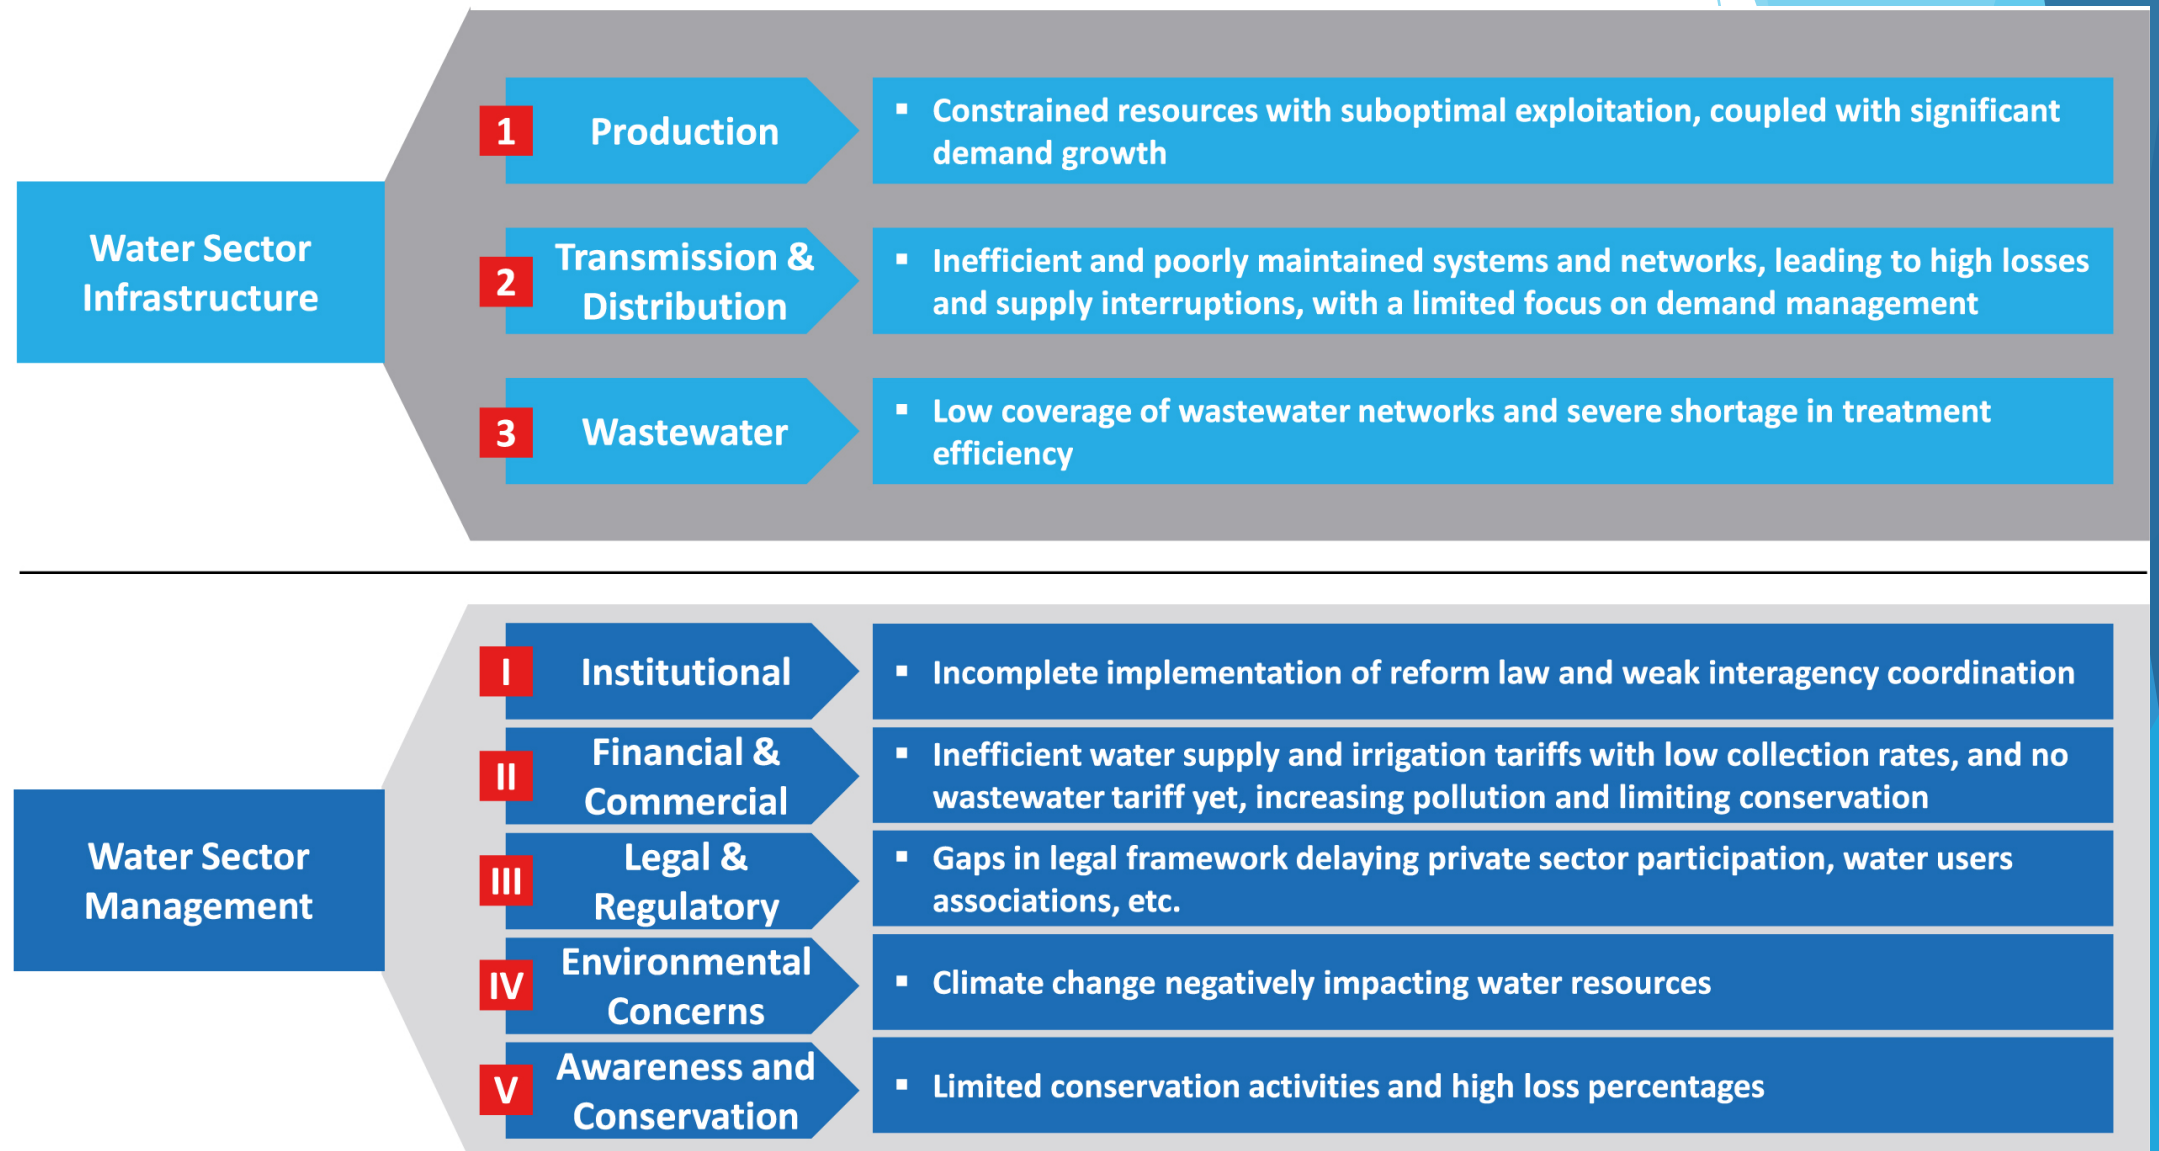 Water Sector
Infrastructure
1
Production
▪ Constrained resources with suboptimal exploitation, coupled with significant
demand growth
2
Transmission &
Distribution
▪ Inefficient and poorly maintained systems and networks, leading to high losses
and supply interruptions, with a limited focus on demand management
3
Wastewater
▪ Low coverage of wastewater networks and severe shortage in treatment
efficiency
Water Sector
Management
I
Institutional
▪ Incomplete implementation of reform law and weak interagency coordination
II
Financial &
Commercial
▪ Inefficient water supply and irrigation tariffs with low collection rates, and no
wastewater tariff yet, increasing pollution and limiting conservation
III
Legal &
Regulatory
▪ Gaps in legal framework delaying private sector participation, water users
associations, etc.
IV
Environmental
Concerns
▪ Climate change negatively impacting water resources
V
Awareness and
Conservation
▪ Limited conservation activities and high loss percentages